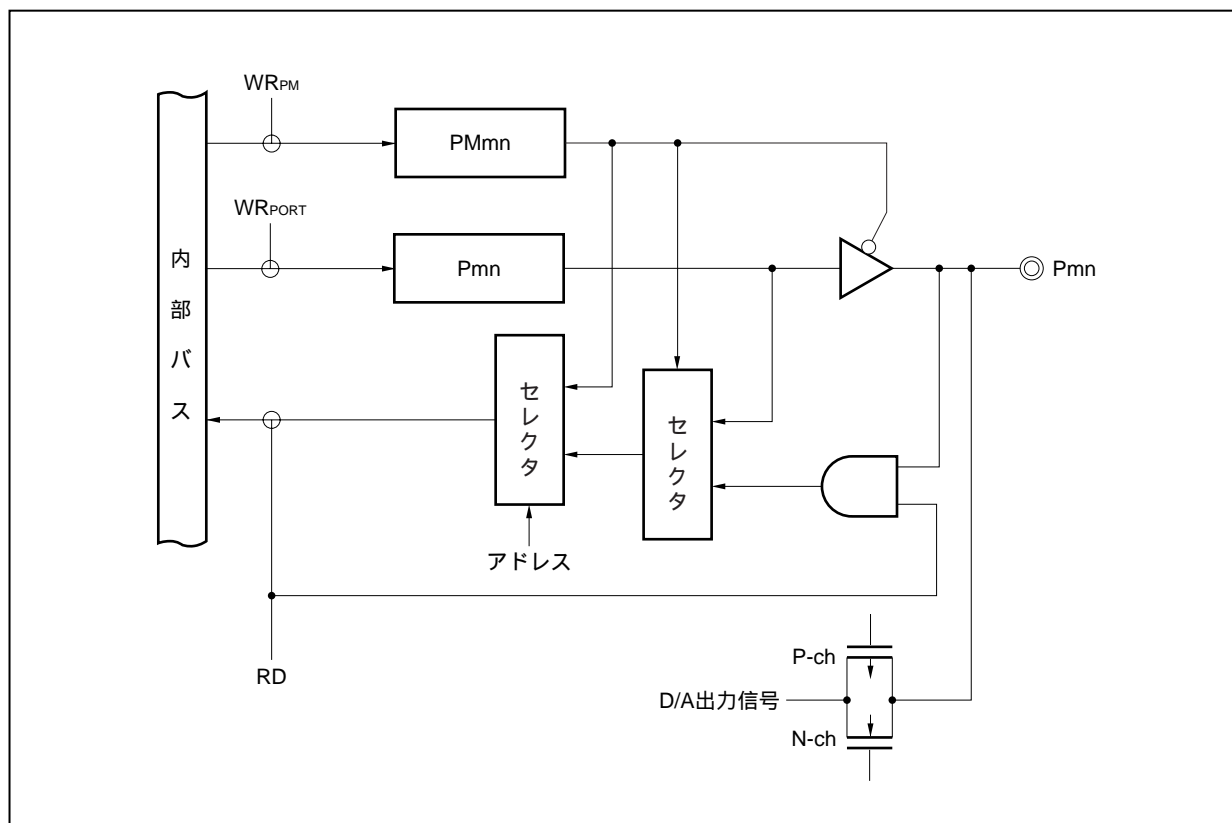 WRPM
PMmn
WRPORT
Pmn
Pmn
内部バス
セレクタ
セレクタ
アドレス
RD
P-ch
D/A出力信号
N-ch